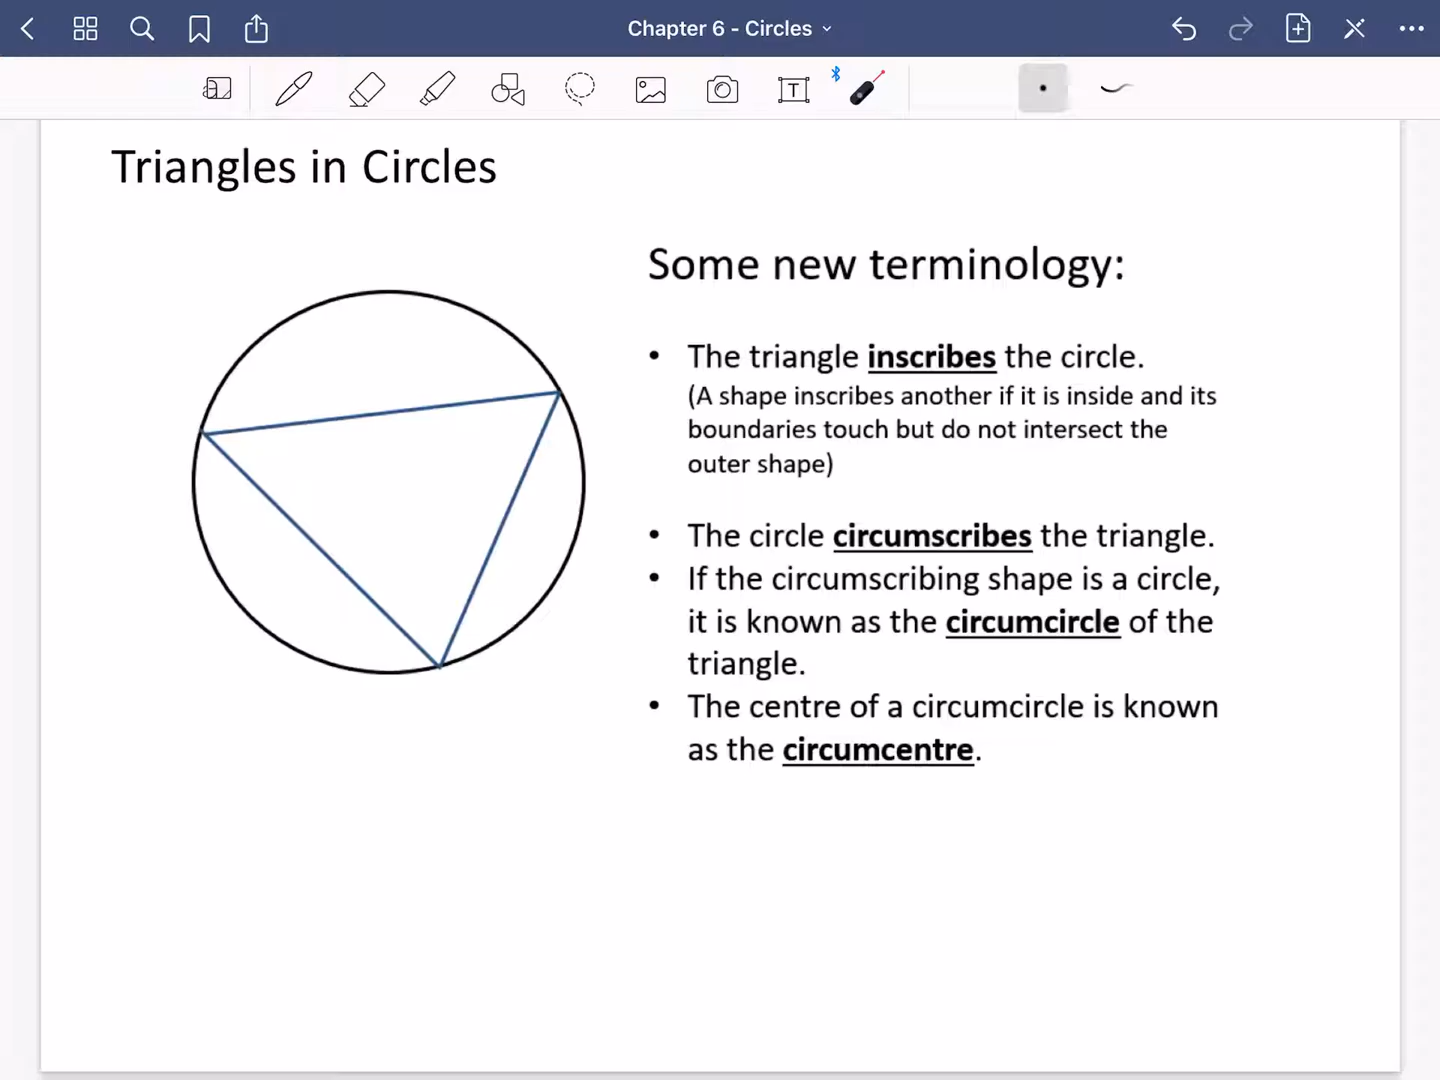 Chapter 6 - Circles
T
Triangles in Circles
Some new terminology:
• The triangle inscribes the circle.
(A shape inscribes another if it is inside and its
boundaries touch but do not intersect the
outer shape)
• The circle circumscribes the triangle.
• If the circumscribing shape is a circle,
it is known as the circumcircle of the
triangle.
• The centre of a circumcircle is known
as the circumcentre.